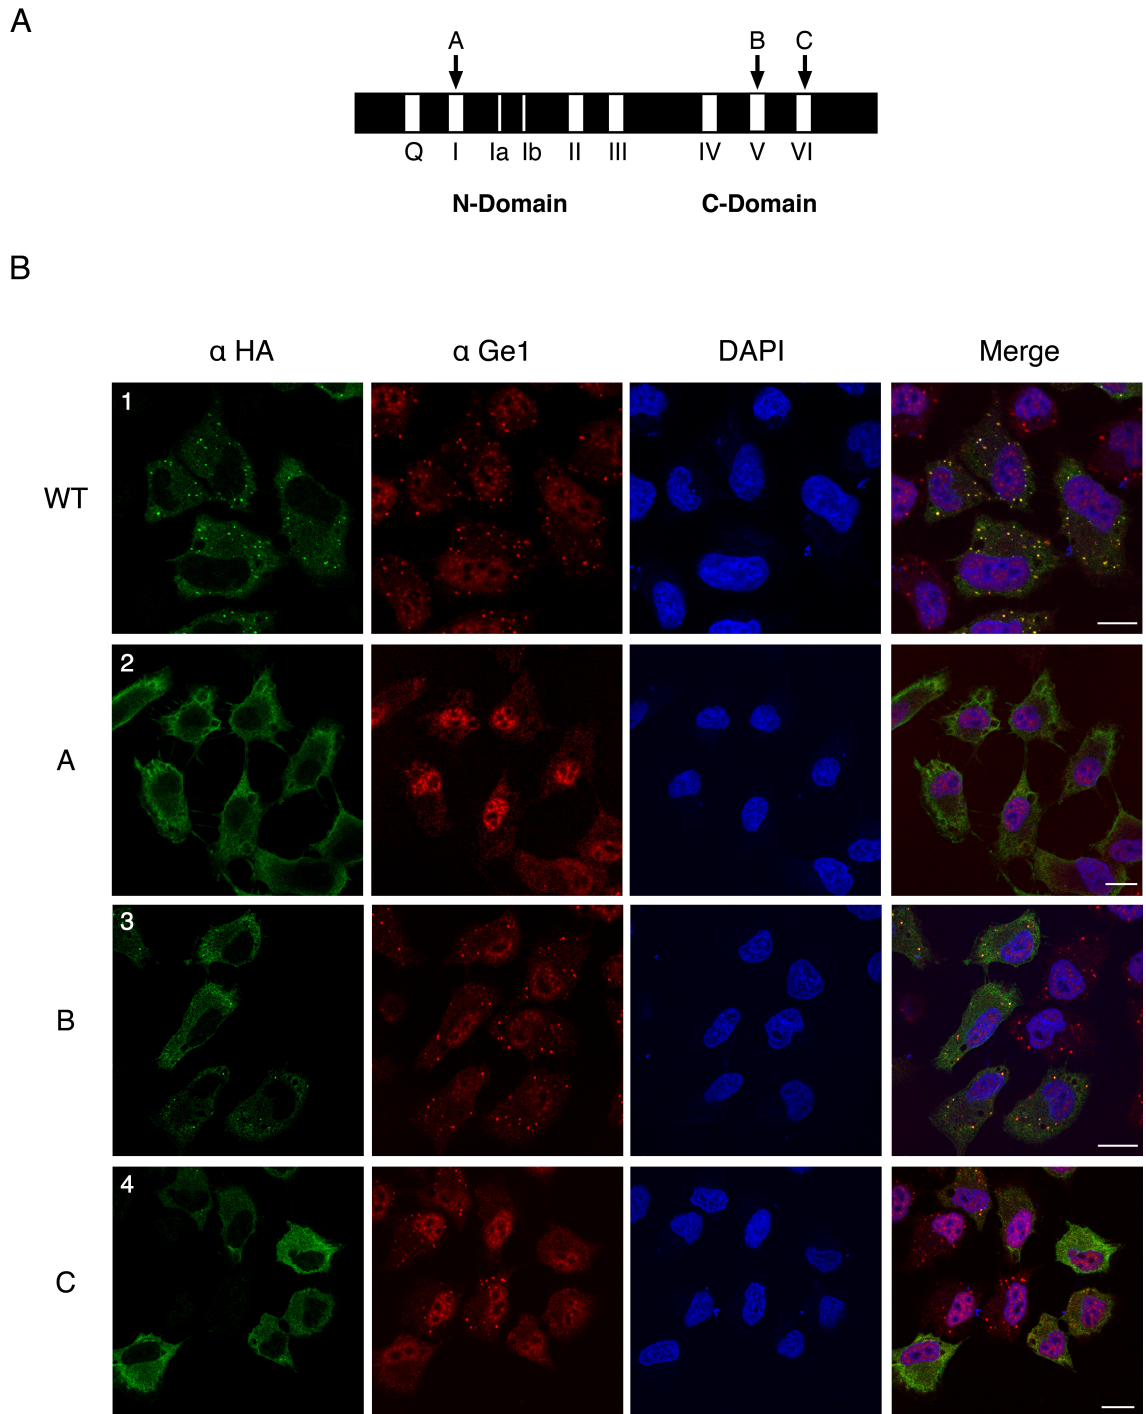 A
A B C
Q I Ia Ib II III IV V VI
N-Domain C-Domain
B
α HA α Ge1 DAPI Merge
1
WT
2
A
3
B
4
C